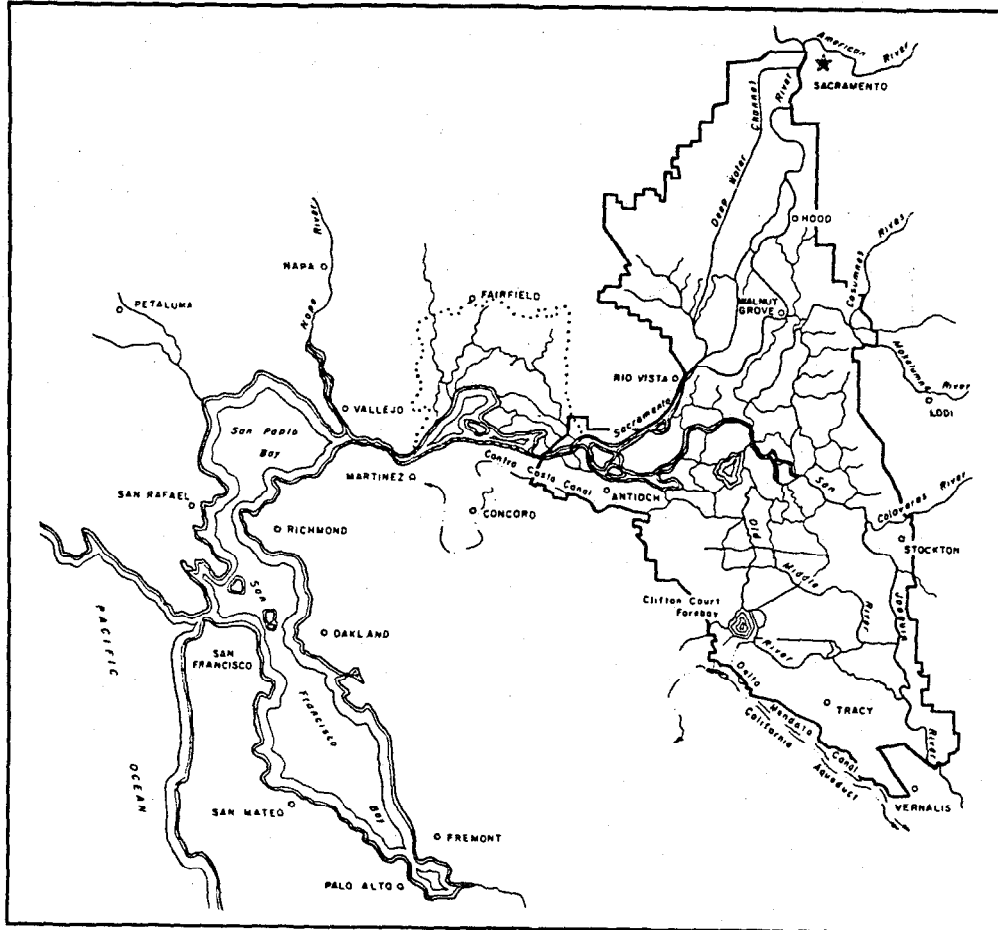 American River
SACRAMENTO
Deep Water Channel
River
HOOD
Cosumnes River
NAPA
Napa River
PETALUMA
FAIRFIELD
WALNUT
GROVE
Mokelumne River
LODI
RIO VISTA
Sacramento
VALLEJO
San Pablo
Bay
MARTINEZ
Contra Costa Canal
ANTIOCH
San
SAN RAFAEL
RICHMOND
CONCORD
Calaveras River
STOCKTON
Old
Middle
River
Joaquin
San
Clifton Court
Forebay
River
PACIFIC
OCEAN
OAKLAND
SAN
FRANCISCO
Francisco
Delta
Mendota
Canal
California
Aqueduct
TRACY
River
VERNALIS
SAN MATEO
Bay
FREMONT
PALO ALTO